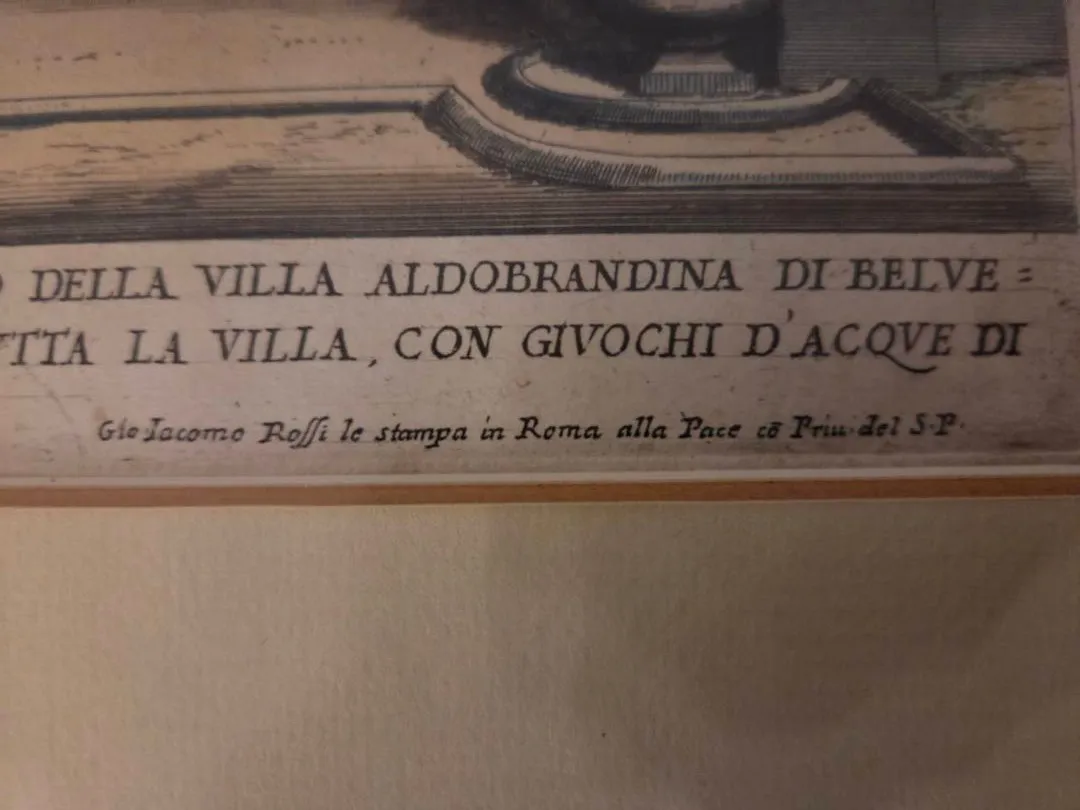 DELLA VILLA ALDOBRANDINA DI BELVE=
LA VILLA, CON GIVOCHI D'ACQVE DI
Gio Iacomo Rossi le stampa in Roma alla Pace cō Priu. del S.P.